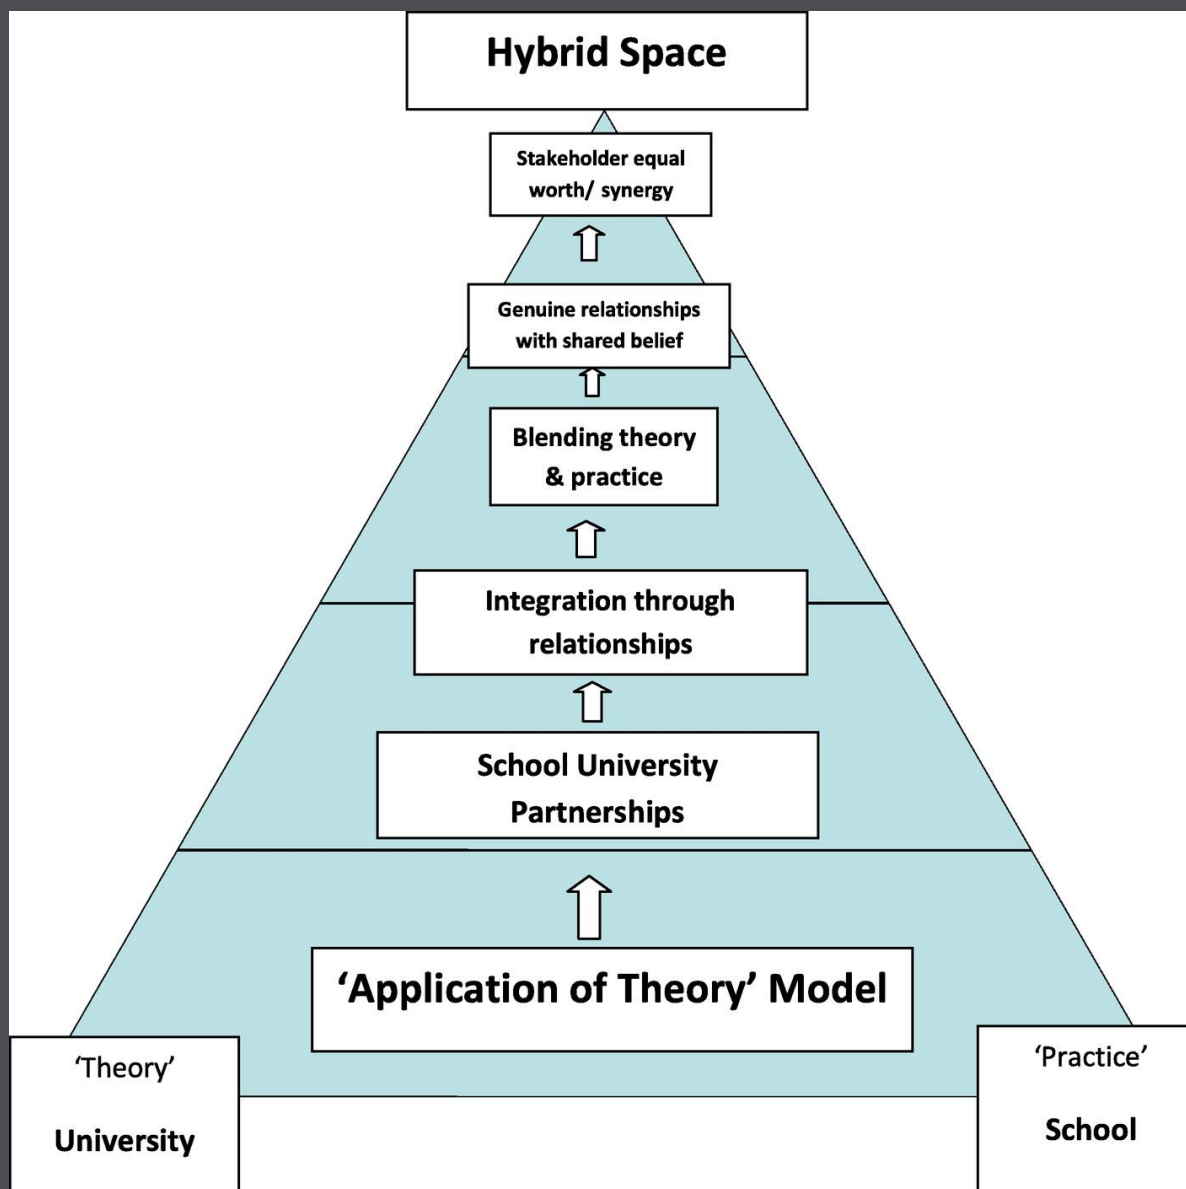 Hybrid Space
Stakeholder equal
worth/ synergy
Genuine relationships
with shared belief
Blending theory
& practice
Integration through
relationships
School University
Partnerships
‘Application of Theory’ Model
‘Theory’
University
‘Practice’
School